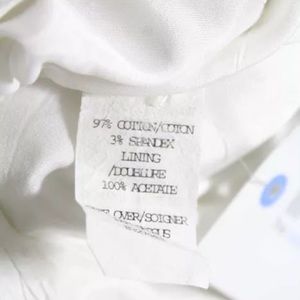 97% COTTON/COTON
3% SPANDEX
LINING
/DOUBLURE
100% ACETATE
OVER/SOIGNER